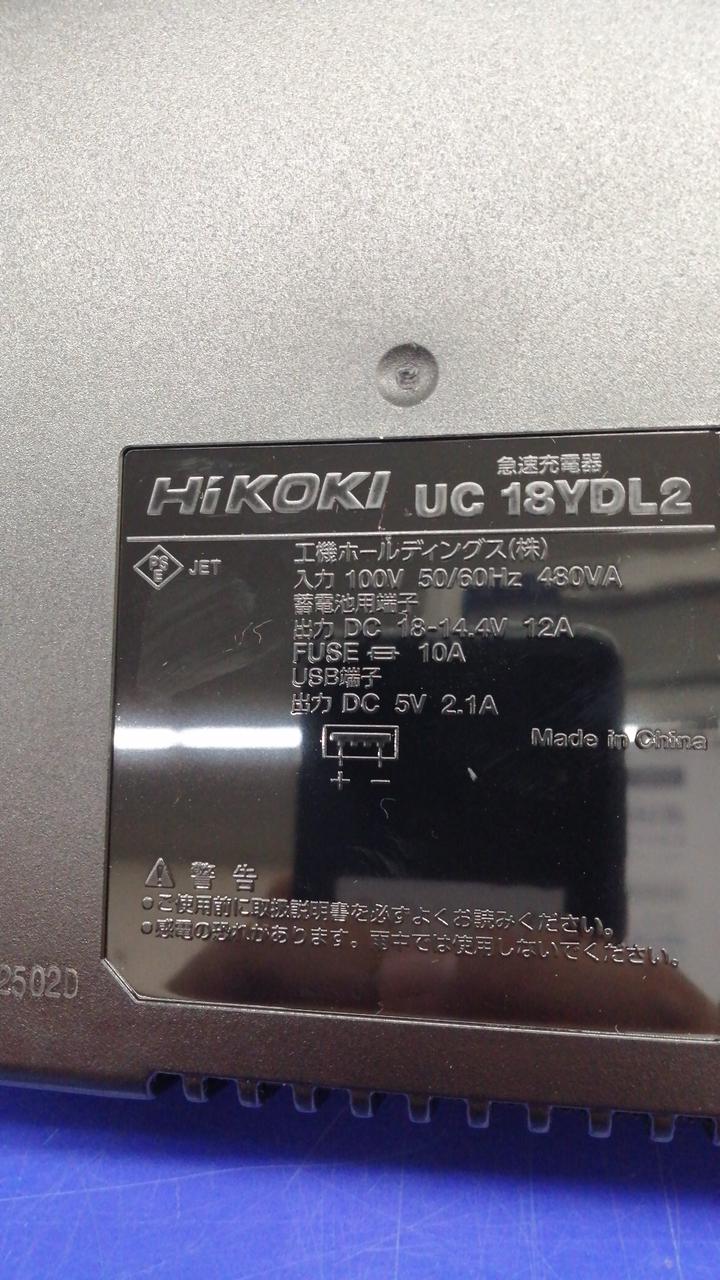 HiKOKI
急速充電器
UC 18YDL2
PSE JET
工機ホールディングス(株)
入力 100V 50/60Hz 480VA
蓄電池用端子
出力 DC 18-14.4V 12A
FUSE 10A
USB端子
出力 DC 5V 2.1A
+ −
Made in China
⚠ 警告
●ご使用前に取扱説明書を必ずよくお読みください。
●感電の恐れがあります。雨中では使用しないでください。
2502D